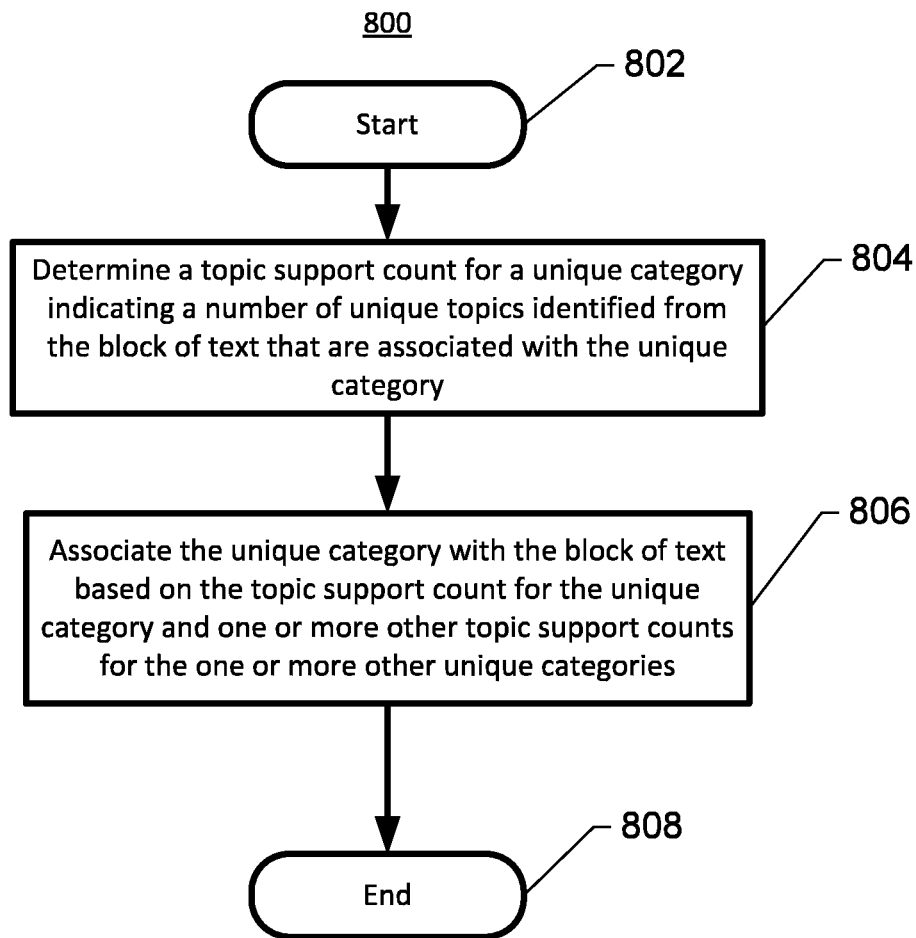 800
802
Start
804
Determine a topic support count for a unique category
indicating a number of unique topics identified from
the block of text that are associated with the unique
category
806
Associate the unique category with the block of text
based on the topic support count for the unique
category and one or more other topic support counts
for the one or more other unique categories
808
End